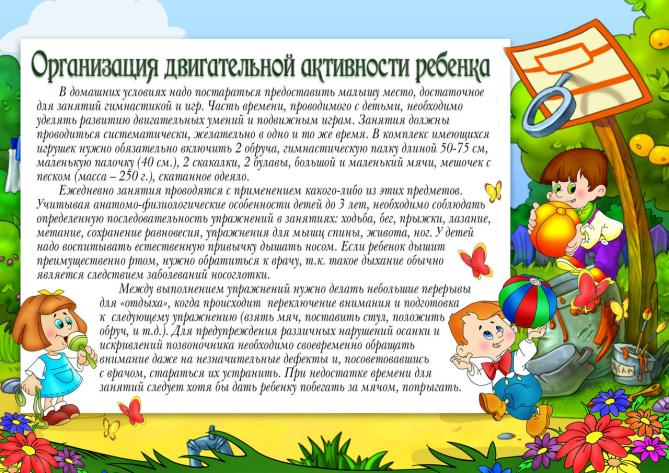 Организация двигательной активности ребенка
В домашних условиях надо постараться предоставить малышу место, достаточное
для занятий гимнастикой и игр. Часть времени, проводимого с детьми, необходимо
уделять развитию двигательных умений и подвижным играм. Занятия должны
проводиться систематически, желательно в одно и то же время. В комплекс имеющихся
игрушек нужно обязательно включить 2 обруча, гимнастическую палку длиной 50-75 см,
маленькую палочку (40 см.), 2 скакалки, 2 булавы, большой и маленький мячи, мешочек с
песком (масса – 250 г.), скатанное одеяло.
Ежедневно занятия проводятся с применением какого-либо из этих предметов.
Учитывая анатомо-физиологические особенности детей до 3 лет, необходимо соблюдать
определенную последовательность упражнений в занятиях: ходьба, бег, прыжки, лазание,
метание, сохранение равновесия, упражнения для мышц спины, живота, ног. У детей
надо воспитывать естественную привычку дышать носом. Если ребенок дышит
преимущественно ртом, нужно обратиться к врачу, т.к. такое дыхание обычно
является следствием заболеваний носоглотки.
Между выполнением упражнений нужно делать небольшие перерывы
для «отдыха», когда происходит переключение внимания и подготовка
к следующему упражнению (взять мяч, поставить стул, положить
обруч, и т.д.). Для предупреждения различных нарушений осанки и
искривлений позвоночника необходимо своевременно обращать
внимание даже на незначительные дефекты и, посоветовавшись
с врачом, стараться их устранить. При недостатке времени для
занятий следует хотя бы дать ребенку побегать за мячом, попрыгать.